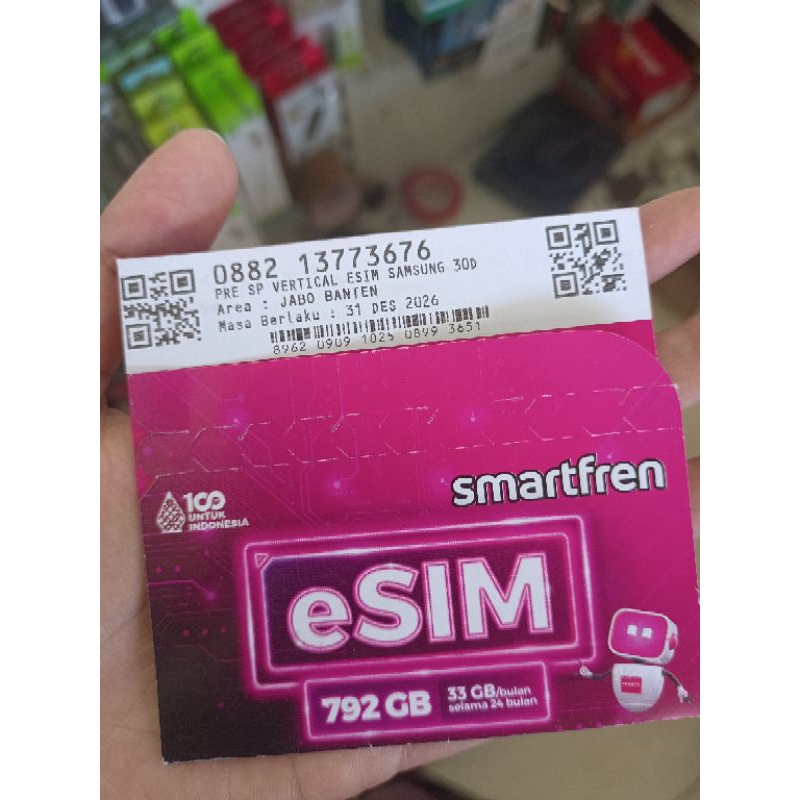 0882 13773676
PRE SP VERTICAL ESIM SAMSUNG 30D
Area : JABO BANTEN
Masa Berlaku : 31 DES 2026
8962 0909 1025 0899 3651
smartfren
100
UNTUK
INDONESIA
eSIM
792 GB
33 GB/bulan
selama 24 bulan